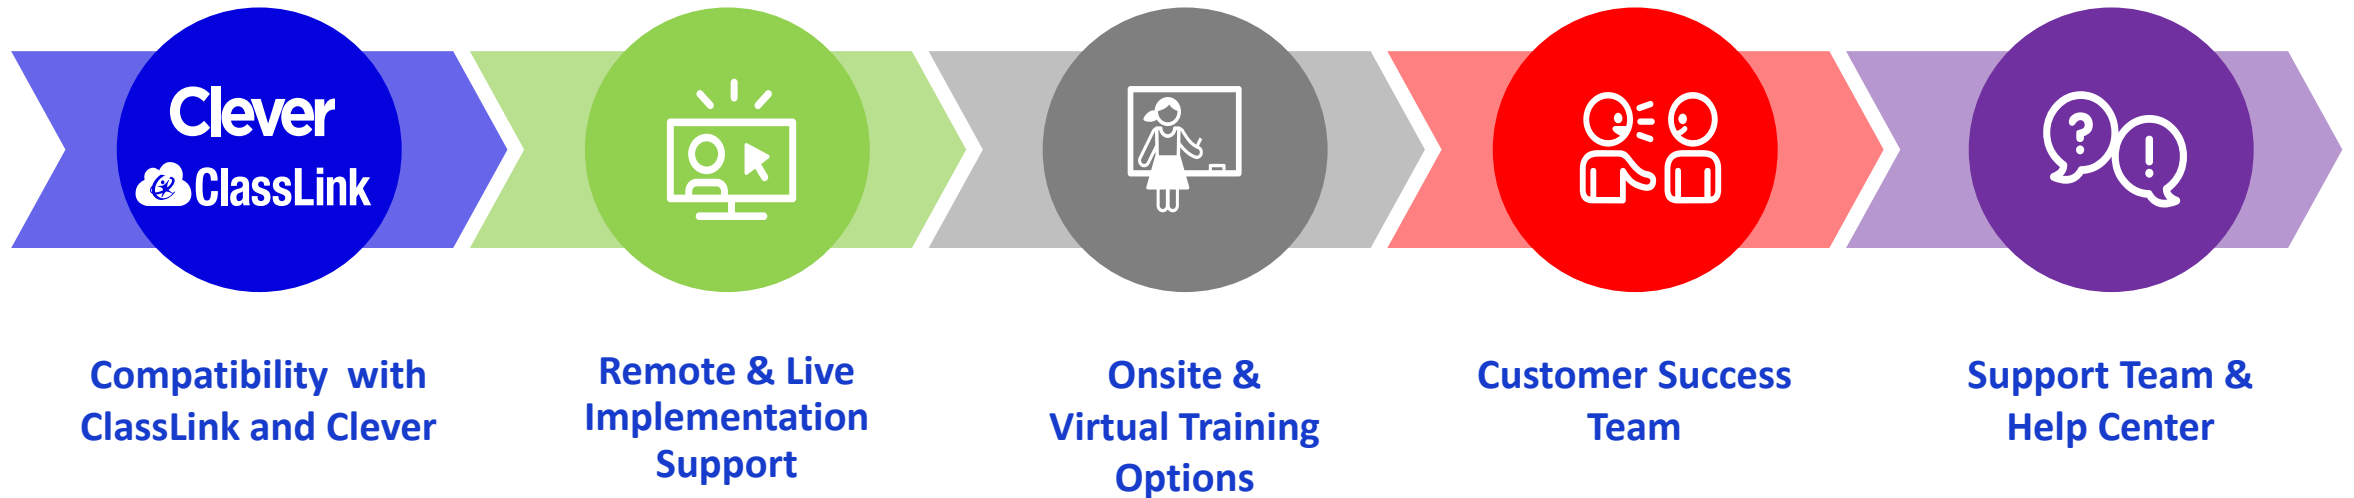 Clever
ClassLink
Compatibility with
ClassLink and Clever
Remote & Live
Implementation
Support
Onsite &
Virtual Training
Options
Customer Success
Team
Support Team &
Help Center